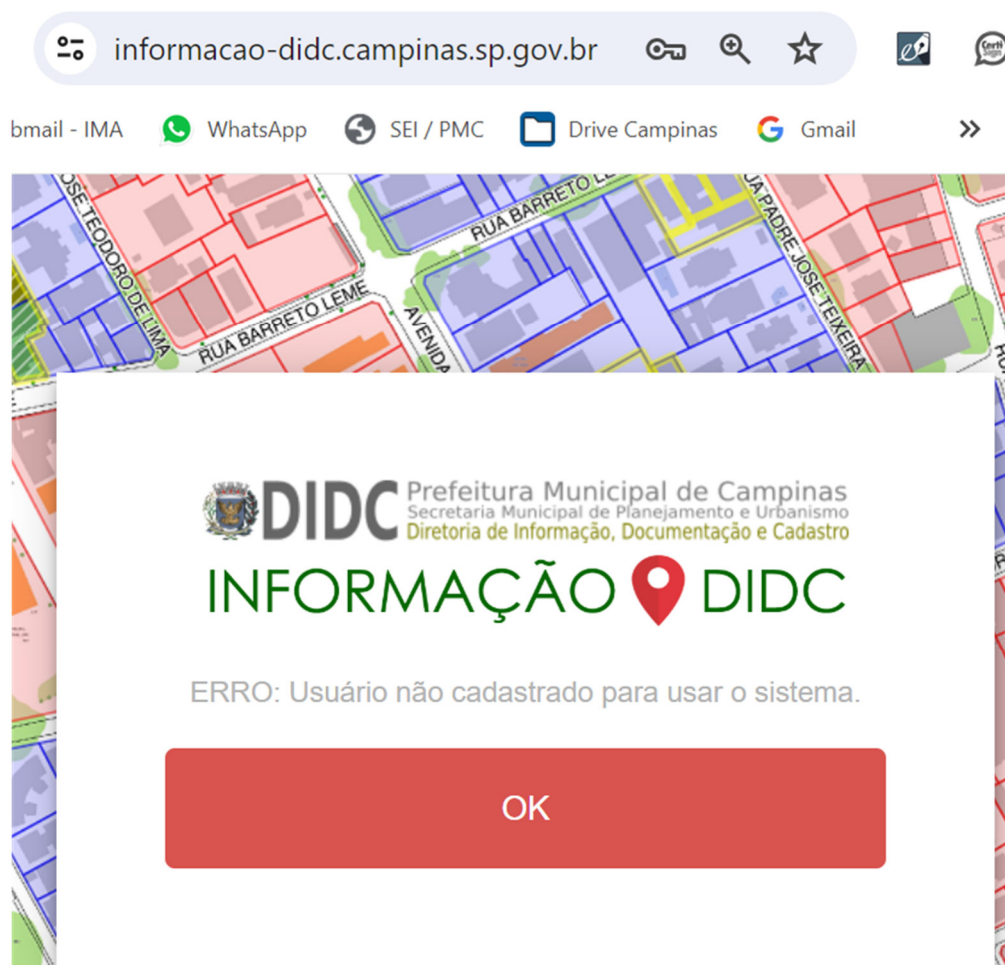 informacao-didc.campinas.sp.gov.br
bmail - IMA WhatsApp SEI / PMC Drive Campinas Gmail
JOSE TEODORO DE LIMA
RUA BARRETO LEME
AVENIDA
RUA BARRETO LE
UA PADRE JOSE TEIXEIRA
DIDC
Prefeitura Municipal de Campinas
Secretaria Municipal de Planejamento e Urbanismo
Diretoria de Informação, Documentação e Cadastro
INFORMAÇÃO DIDC
ERRO: Usuário não cadastrado para usar o sistema.
OK